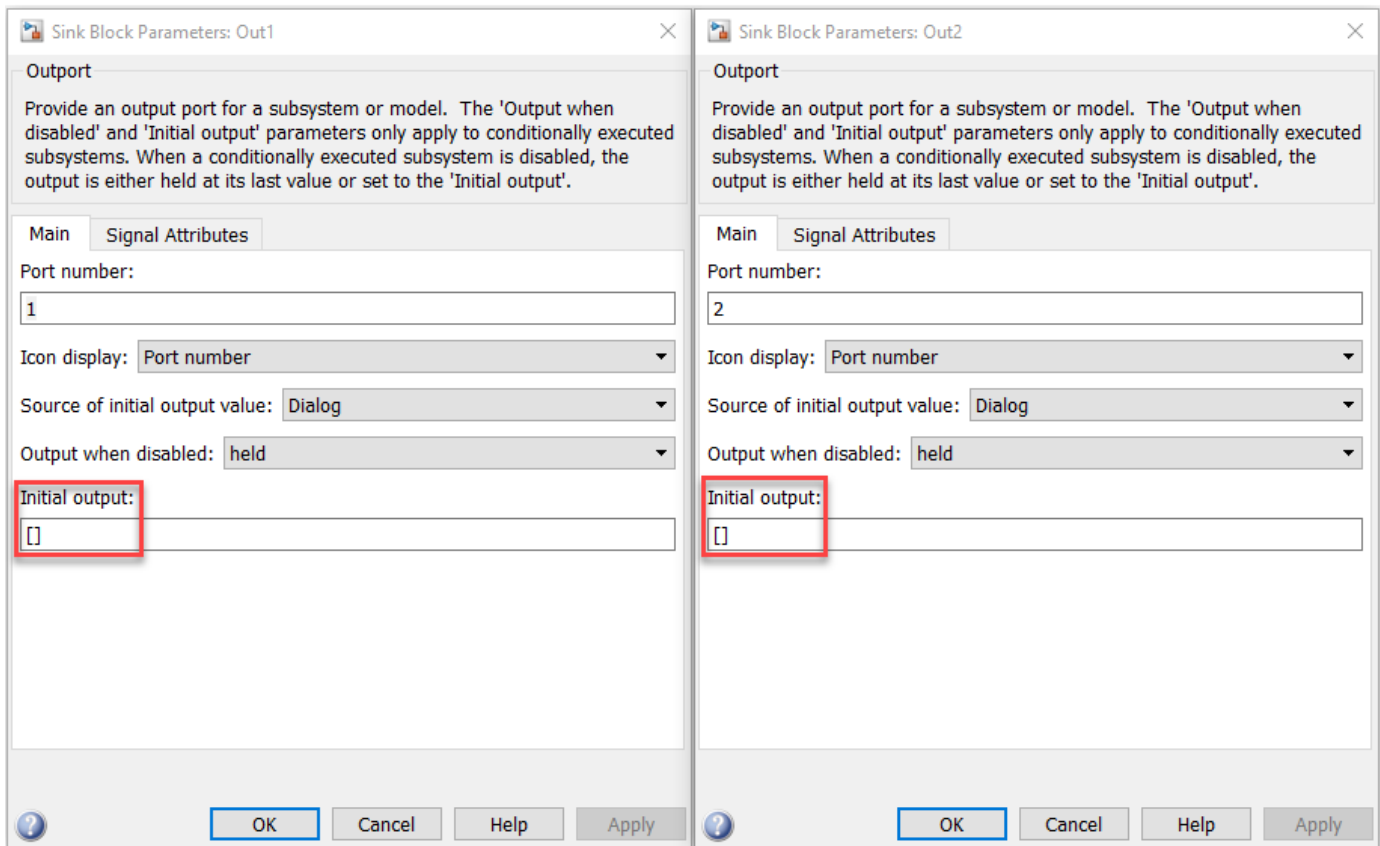 Sink Block Parameters: Out1
Outport
Provide an output port for a subsystem or model.  The 'Output when
disabled' and 'Initial output' parameters only apply to conditionally executed
subsystems. When a conditionally executed subsystem is disabled, the
output is either held at its last value or set to the 'Initial output'.
Main
Signal Attributes
Port number:
1
Icon display: Port number
Source of initial output value: Dialog
Output when disabled: held
Initial output:
[]
OK
Cancel
Help
Apply
Sink Block Parameters: Out2
Outport
Provide an output port for a subsystem or model.  The 'Output when
disabled' and 'Initial output' parameters only apply to conditionally executed
subsystems. When a conditionally executed subsystem is disabled, the
output is either held at its last value or set to the 'Initial output'.
Main
Signal Attributes
Port number:
2
Icon display: Port number
Source of initial output value: Dialog
Output when disabled: held
Initial output:
[]
OK
Cancel
Help
Apply